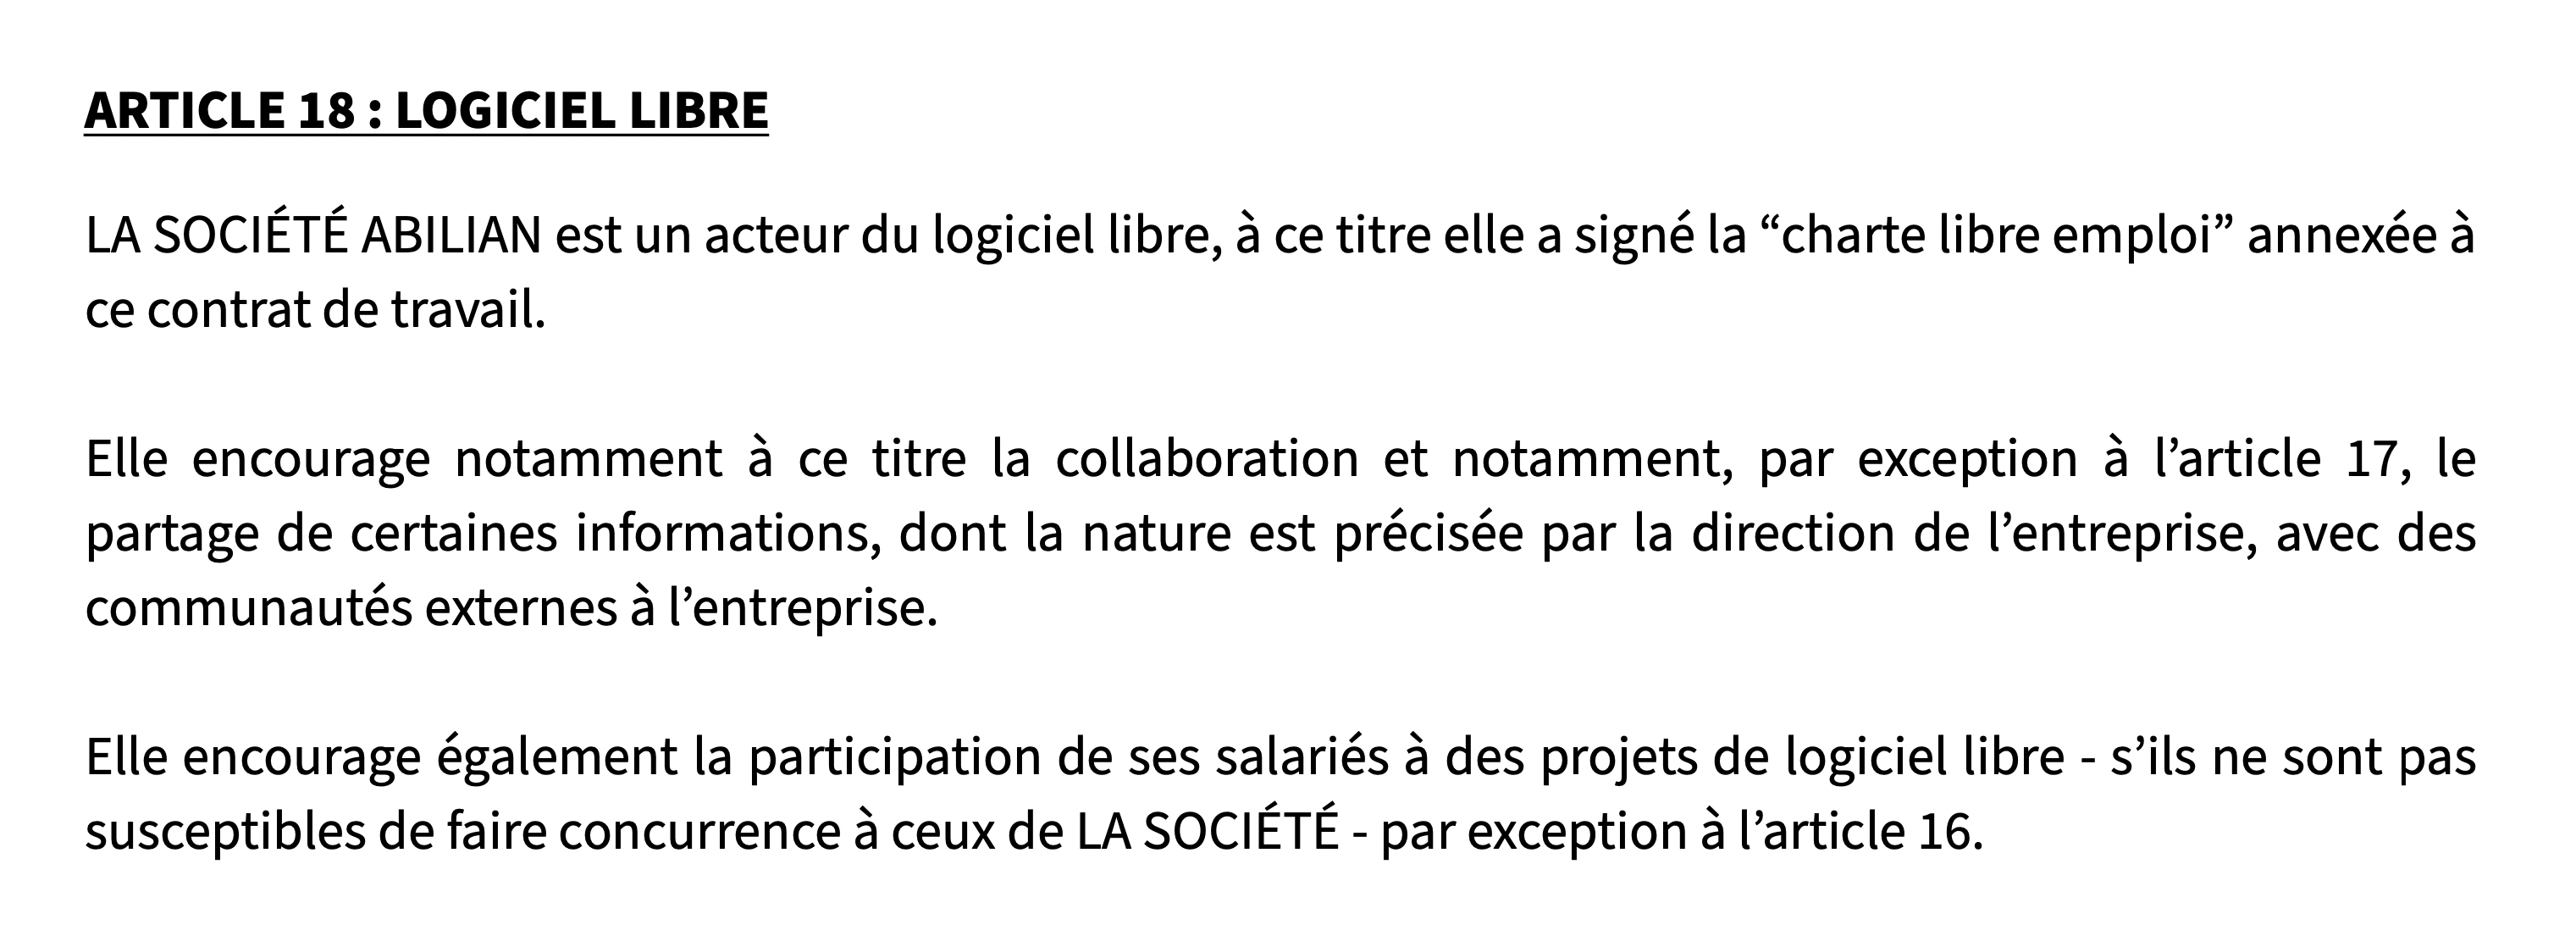 ARTICLE 18 : LOGICIEL LIBRE
LA SOCIÉTÉ ABILIAN est un acteur du logiciel libre, à ce titre elle a signé la “charte libre emploi” annexée à
ce contrat de travail.
Elle encourage notamment à ce titre la collaboration et notamment, par exception à l’article 17, le
partage de certaines informations, dont la nature est précisée par la direction de l’entreprise, avec des
communautés externes à l’entreprise.
Elle encourage également la participation de ses salariés à des projets de logiciel libre - s’ils ne sont pas
susceptibles de faire concurrence à ceux de LA SOCIÉTÉ - par exception à l’article 16.